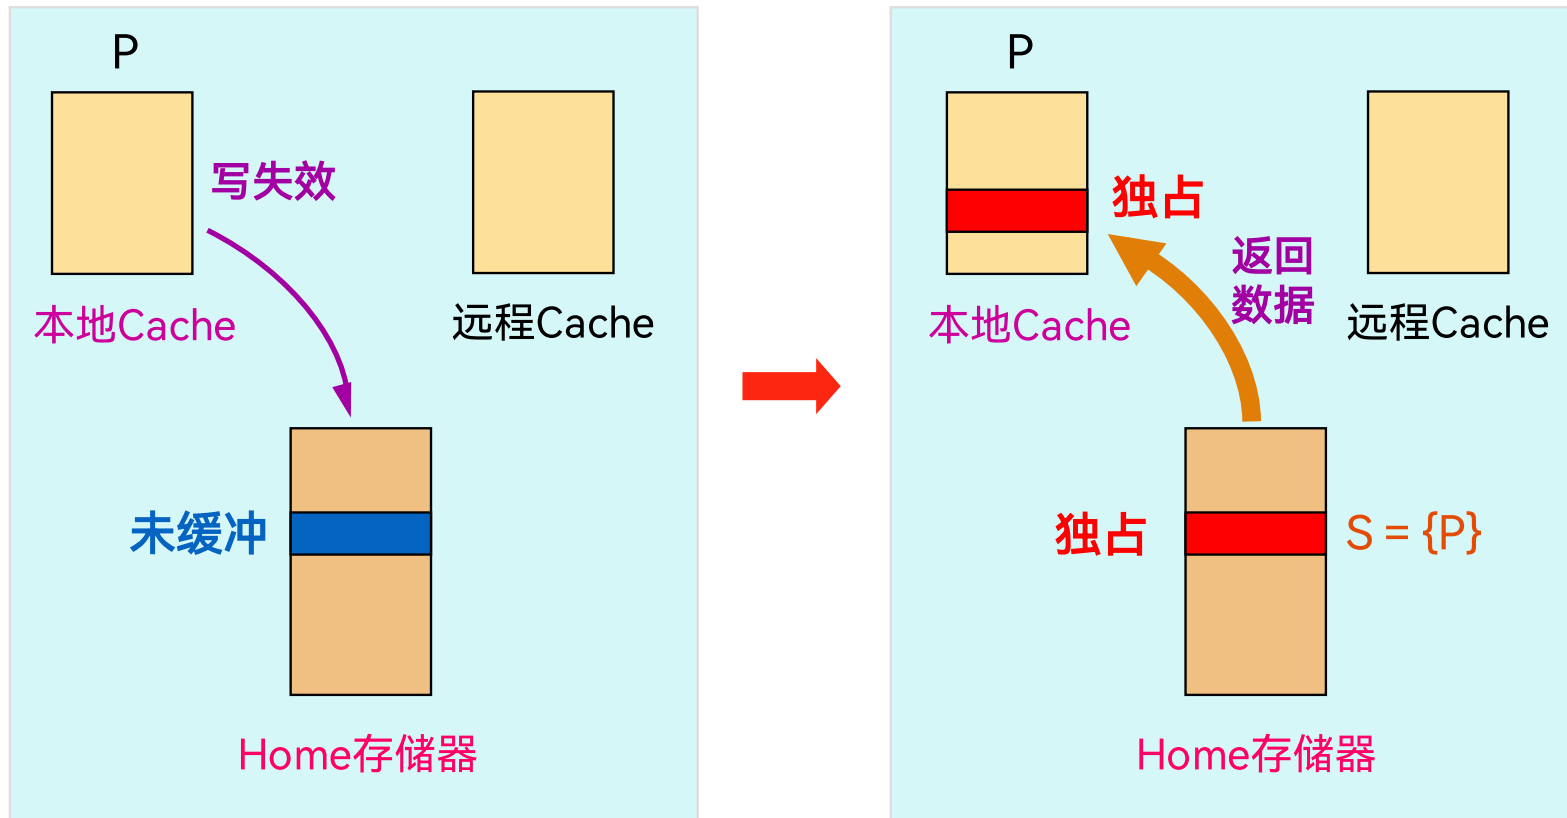 P
写失效
本地Cache
远程Cache
未缓冲
Home存储器
P
独占
返回
数据
本地Cache
远程Cache
独占
S = {P}
Home存储器